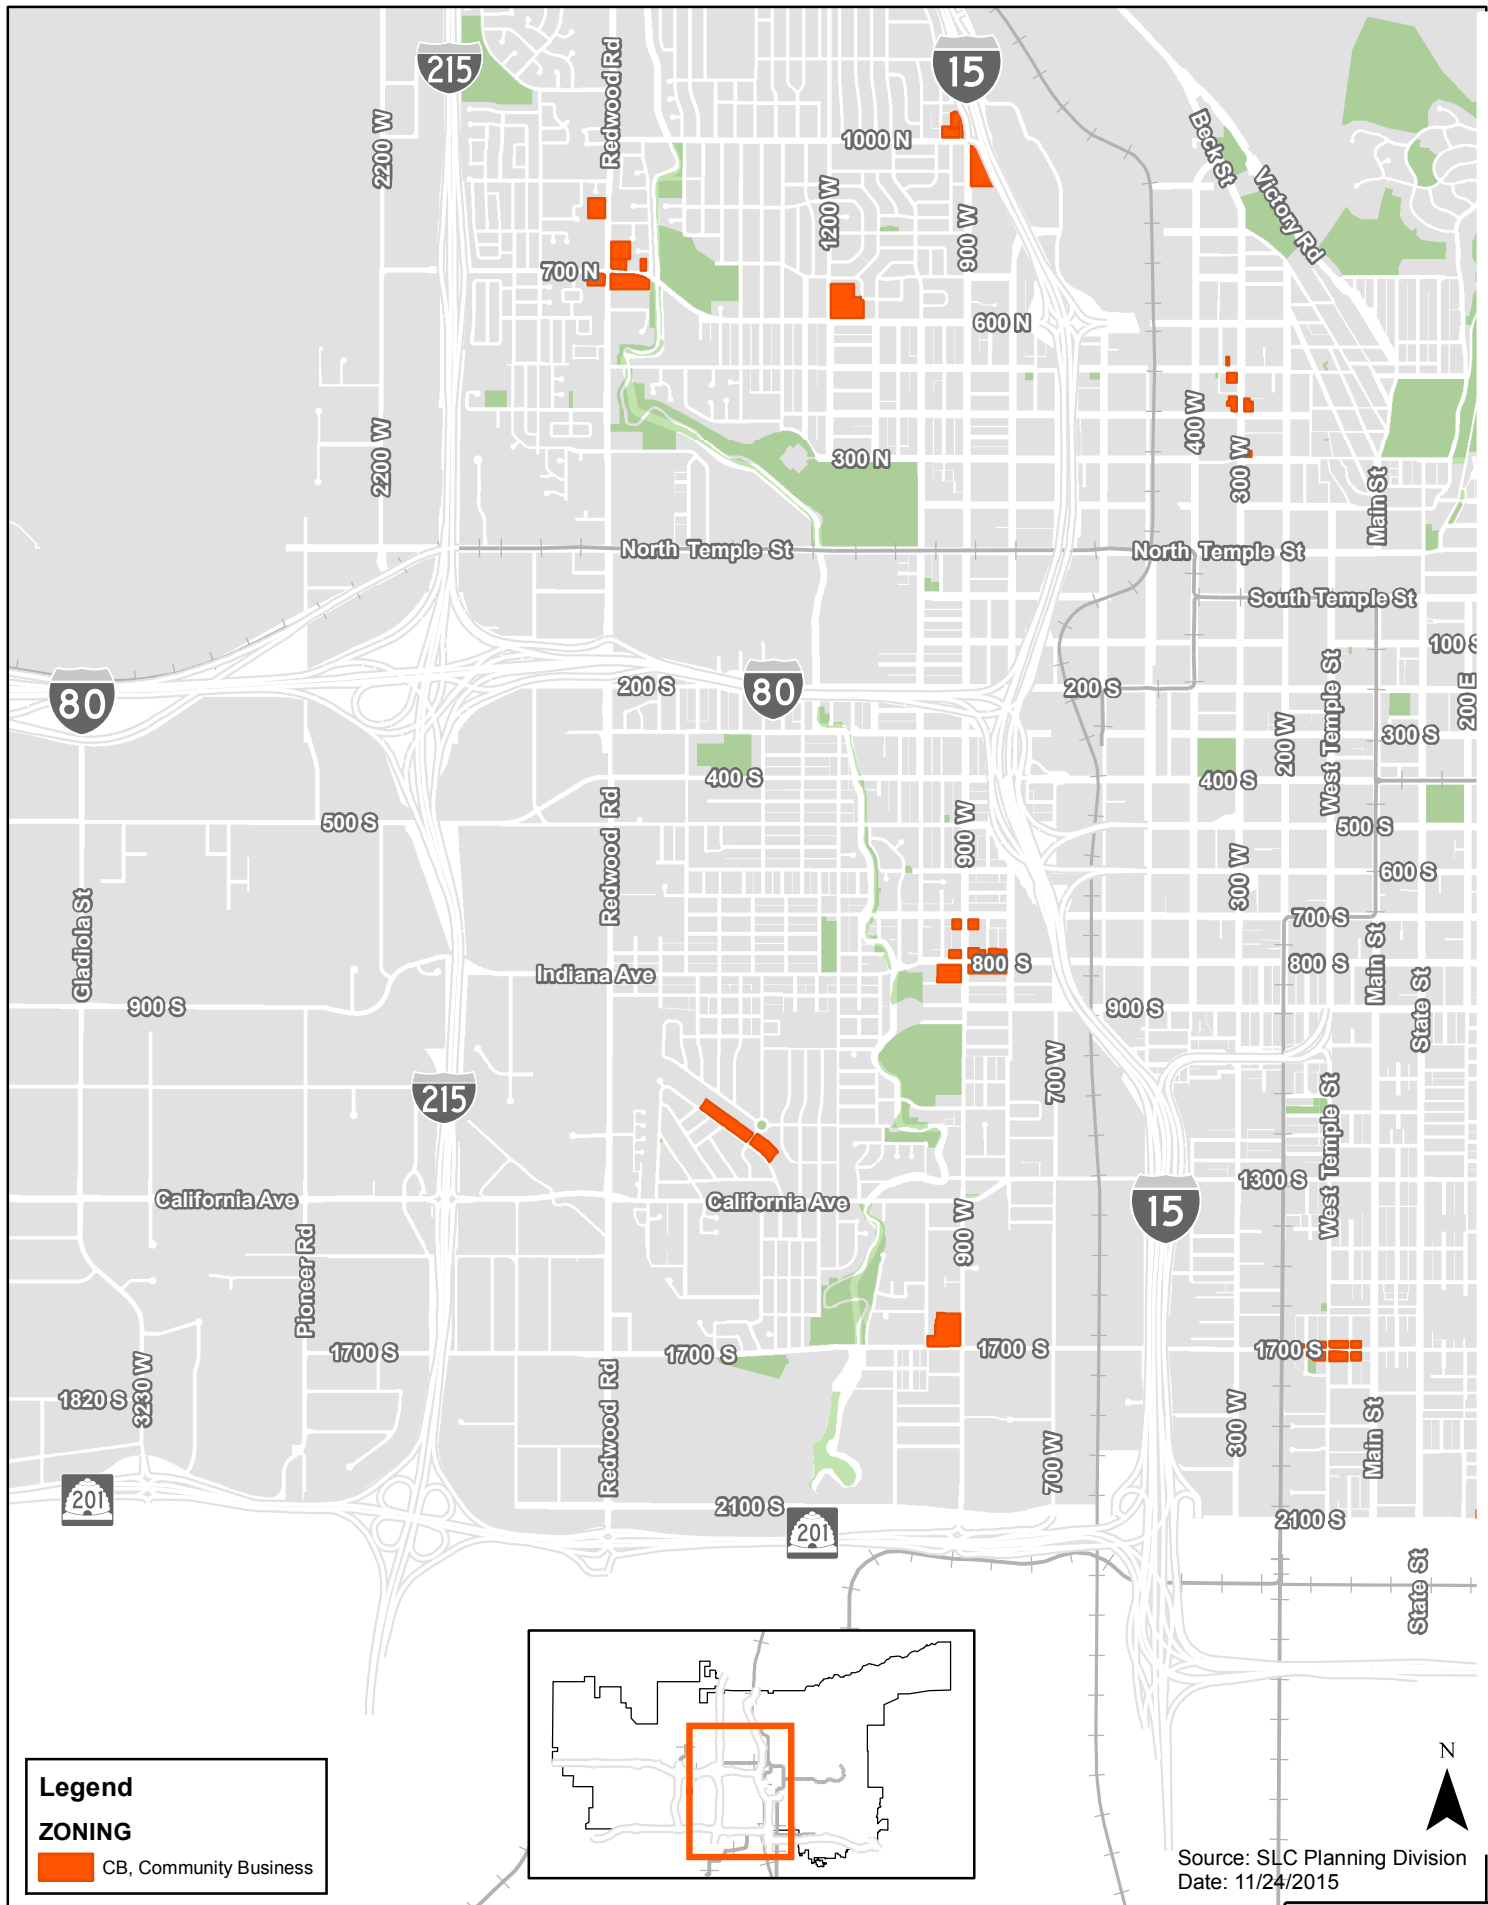 215
15
Redwood Rd
2200 W
1000 N
Beck St
Victory Rd
1200 W
900 W
700 N
600 N
400 W
300 W
2200 W
300 N
Main St
North Temple St
North Temple St
South Temple St
100 S
80
200 S
80
200 S
West Temple St
200 E
200 W
300 S
400 S
400 S
Redwood Rd
900 W
500 S
500 S
300 W
600 S
Gladiola St
700 S
Indiana Ave
800 S
800 S
Main St
State St
900 S
900 S
700 W
215
West Temple St
California Ave
California Ave
1300 S
15
900 W
Pioneer Rd
1700 S
1700 S
1700 S
1700 S
3230 W
1820 S
Redwood Rd
300 W
Main St
700 W
201
2100 S
201
2100 S
State St
Legend
ZONING
CB, Community Business
N
Source: SLC Planning Division
Date: 11/24/2015